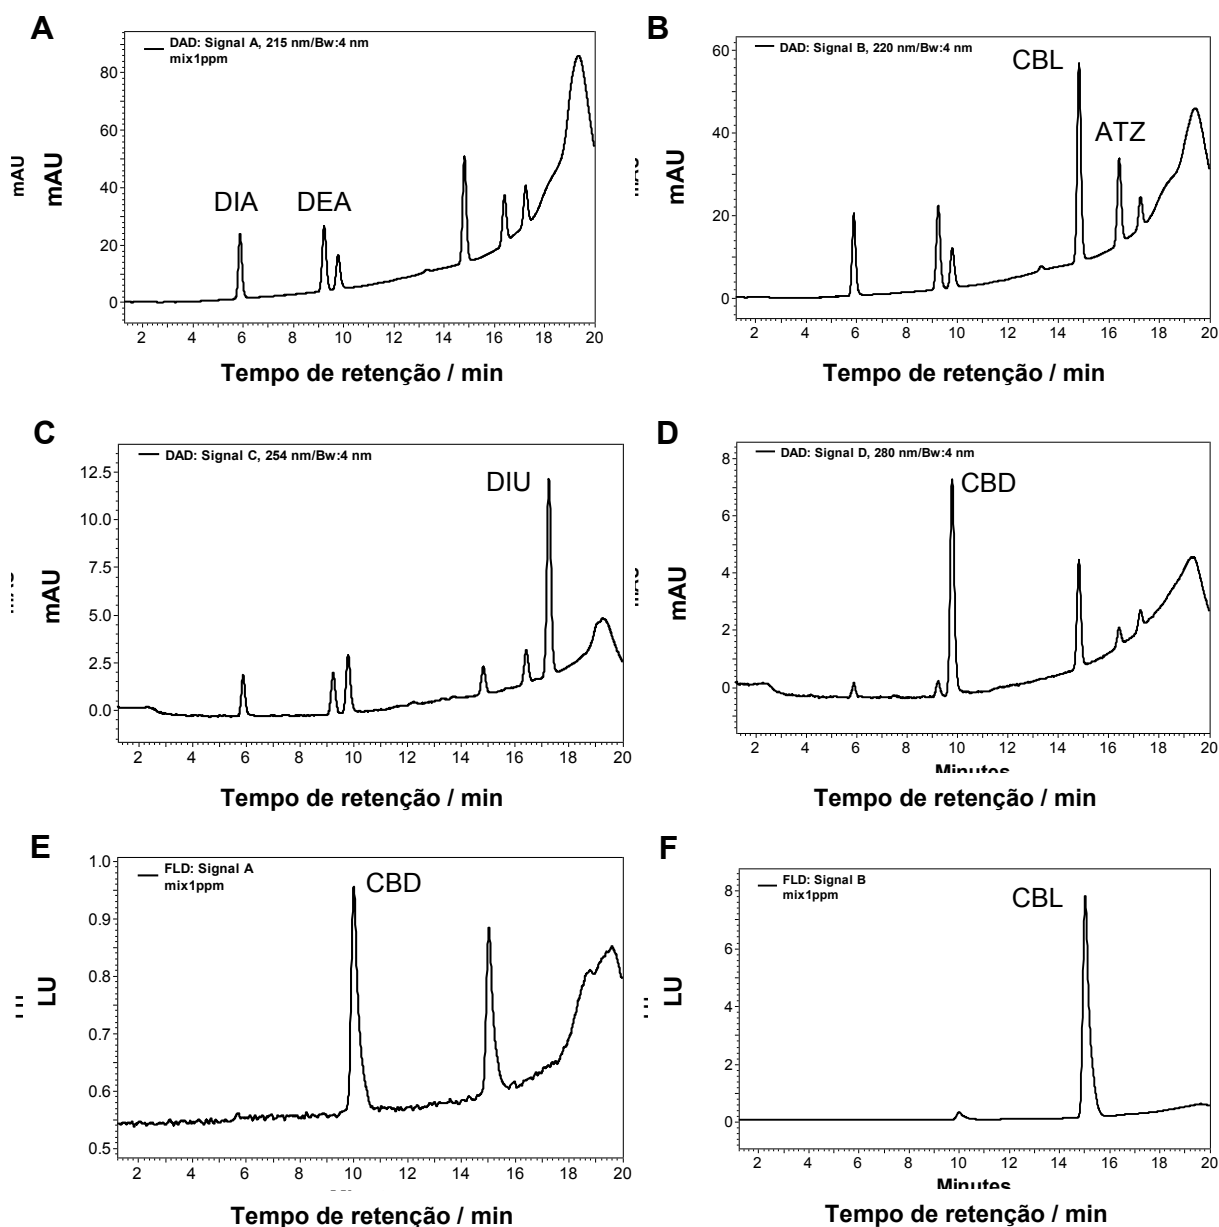 A
DAD: Signal A, 215 nm/Bw:4 nm
mix1ppm
DIA
DEA
mAU
mAU
80
60
40
20
0
2 4 6 8 10 12 14 16 18 20
Tempo de retenção / min
B
DAD: Signal B, 220 nm/Bw:4 nm
CBL
ATZ
mAU
60
40
20
0
2 4 6 8 10 12 14 16 18 20
Tempo de retenção / min
C
DAD: Signal C, 254 nm/Bw:4 nm
DIU
mAU
12.5
10.0
7.5
5.0
2.5
0.0
2 4 6 8 10 12 14 16 18 20
Tempo de retenção / min
D
DAD: Signal D, 280 nm/Bw:4 nm
CBD
mAU
8
6
4
2
0
2 4 6 8 10 12 14 16 18 20
Minutes
Tempo de retenção / min
E
FLD: Signal A
mix1ppm
CBD
LU
1.0
0.9
0.8
0.7
0.6
0.5
2 4 6 8 10 12 14 16 18 20
Tempo de retenção / min
F
FLD: Signal B
mix1ppm
CBL
LU
8
6
4
2
0
2 4 6 8 10 12 14 16 18 20
Minutes
Tempo de retenção / min